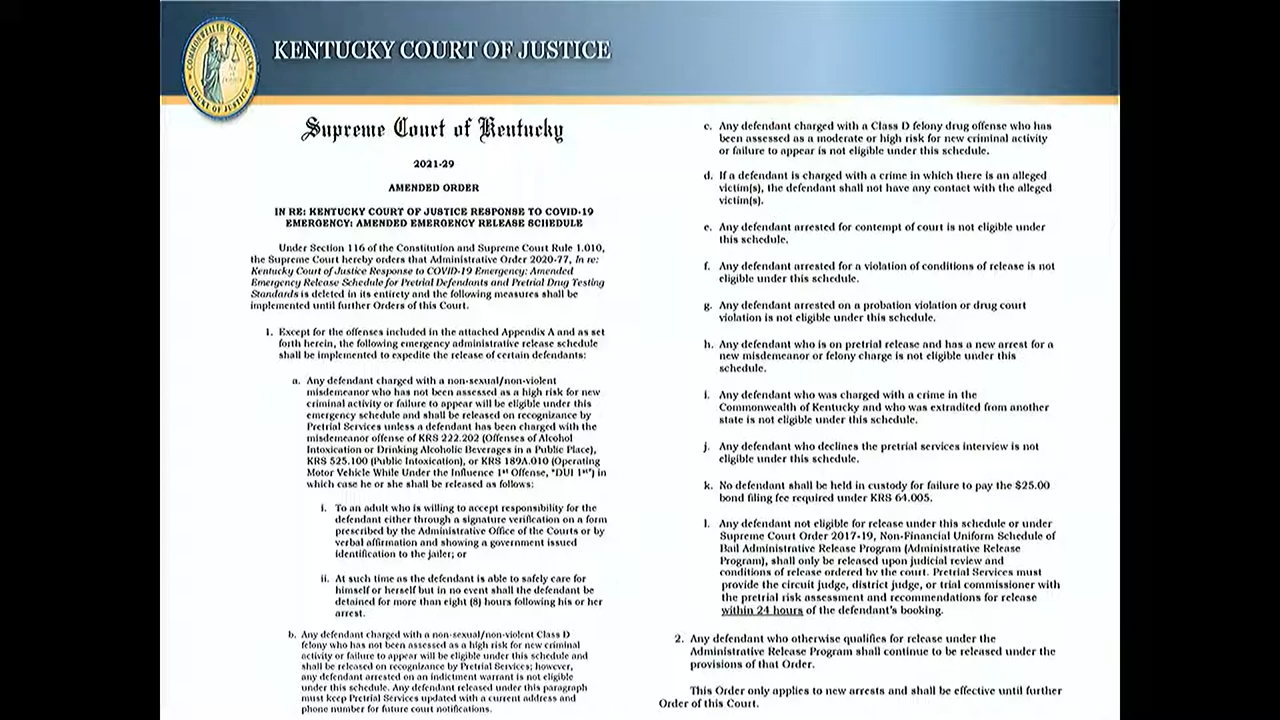 KENTUCKY COURT OF JUSTICE
COMMONWEALTH OF KENTUCKY
COURT OF JUSTICE
Supreme Court of Kentucky
2021-29
AMENDED ORDER
IN RE: KENTUCKY COURT OF JUSTICE RESPONSE TO COVID-19
EMERGENCY: AMENDED EMERGENCY RELEASE SCHEDULE
Under Section 116 of the Constitution and Supreme Court Rule 1.010,
the Supreme Court hereby orders that Administrative Order 2020-77, In re:
Kentucky Court of Justice Response to COVID-19 Emergency: Amended
Emergency Release Schedule for Pretrial Defendants and Pretrial Drug Testing
Standards is deleted in its entirety and the following measures shall be
implemented until further Orders of this Court.
1. Except for the offenses included in the attached Appendix A and as set
forth herein, the following emergency administrative release schedule
shall be implemented to expedite the release of certain defendants:
a. Any defendant charged with a non-sexual/non-violent
misdemeanor who has not been assessed as a high risk for new
criminal activity or failure to appear will be eligible under this
emergency schedule and shall be released on recognizance by
Pretrial Services unless a defendant has been charged with the
misdemeanor offense of KRS 222.202 (Offenses of Alcohol
Intoxication or Drinking Alcoholic Beverages in a Public Place),
KRS 525.100 (Public Intoxication), or KRS 189A.010 (Operating
Motor Vehicle While Under the Influence 1st Offense, "DUI 1st") in
which case he or she shall be released as follows:
i. To an adult who is willing to accept responsibility for the
defendant either through a signature verification on a form
prescribed by the Administrative Office of the Courts or by
verbal affirmation and showing a government issued
identification to the jailer; or
ii. At such time as the defendant is able to safely care for
himself or herself but in no event shall the defendant be
detained for more than eight (8) hours following his or her
arrest.
b. Any defendant charged with a non-sexual/non-violent Class D
felony who has not been assessed as a high risk for new criminal
activity or failure to appear will be eligible under this schedule and
shall be released on recognizance by Pretrial Services; however,
any defendant arrested on an indictment warrant is not eligible
under this schedule. Any defendant released under this paragraph
must keep Pretrial Services updated with a current address and
phone number for future court notifications.
c. Any defendant charged with a Class D felony drug offense who has
been assessed as a moderate or high risk for new criminal activity
or failure to appear is not eligible under this schedule.
d. If a defendant is charged with a crime in which there is an alleged
victim(s), the defendant shall not have any contact with the alleged
victim(s).
e. Any defendant arrested for contempt of court is not eligible under
this schedule.
f. Any defendant arrested for a violation of conditions of release is not
eligible under this schedule.
g. Any defendant arrested on a probation violation or drug court
violation is not eligible under this schedule.
h. Any defendant who is on pretrial release and has a new arrest for a
new misdemeanor or felony charge is not eligible under this
schedule.
i. Any defendant who was charged with a crime in the
Commonwealth of Kentucky and who was extradited from another
state is not eligible under this schedule.
j. Any defendant who declines the pretrial services interview is not
eligible under this schedule.
k. No defendant shall be held in custody for failure to pay the $25.00
bond filing fee required under KRS 64.005.
l. Any defendant not eligible for release under this schedule or under
Supreme Court Order 2017-19, Non-Financial Uniform Schedule of
Bail Administrative Release Program (Administrative Release
Program), shall only be released upon judicial review and
conditions of release ordered by the court. Pretrial Services must
provide the circuit judge, district judge, or trial commissioner with
the pretrial risk assessment and recommendations for release
within 24 hours of the defendant's booking.
2. Any defendant who otherwise qualifies for release under the
Administrative Release Program shall continue to be released under the
provisions of that Order.
This Order only applies to new arrests and shall be effective until further
Order of this Court.